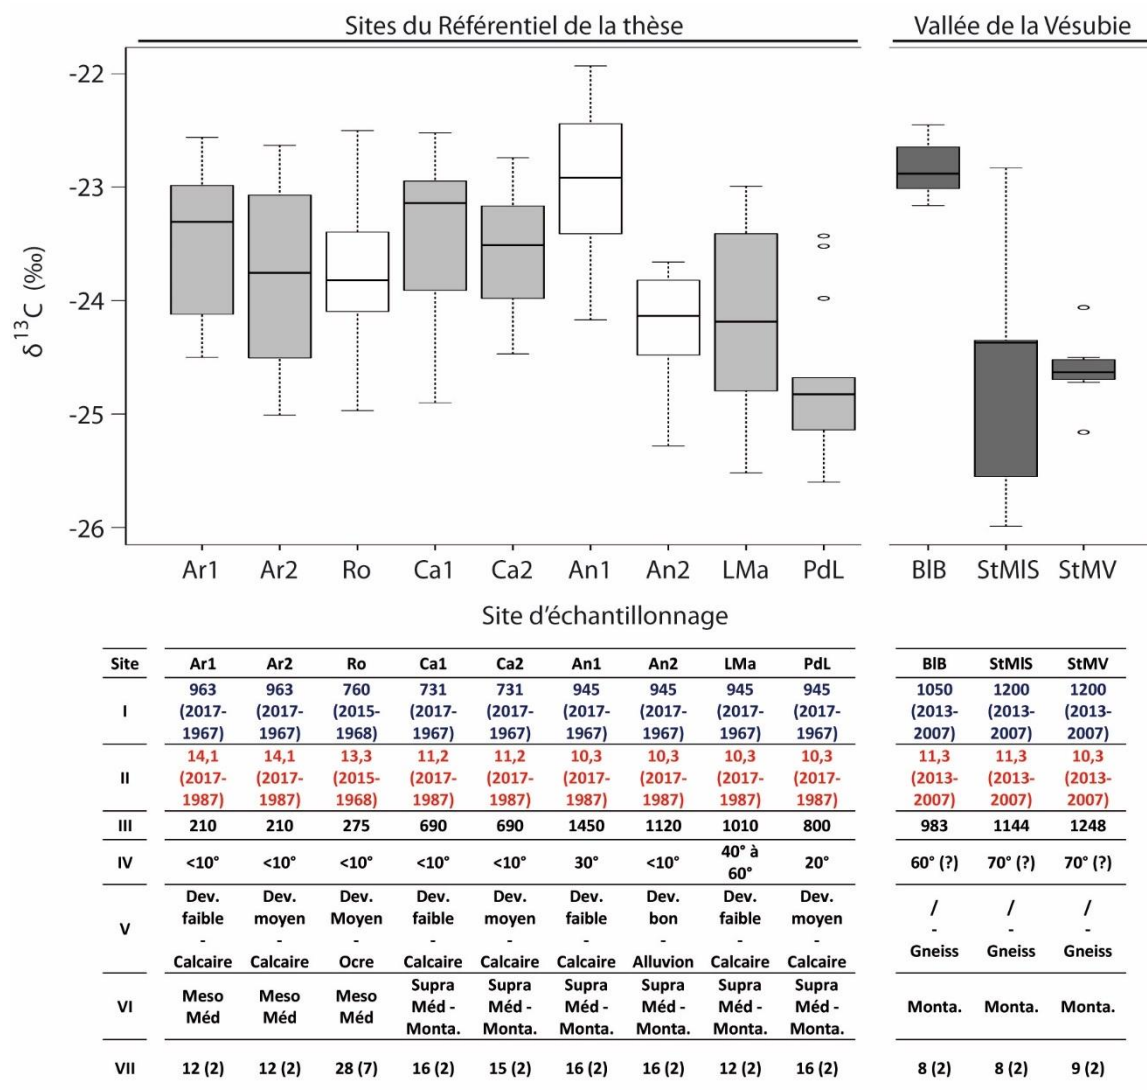 Sites du Référentiel de la thèse
Vallée de la Vésubie
-22
-23
-24
-25
-26
δ13C (‰)
Ar1 Ar2 Ro Ca1 Ca2 An1 An2 LMa PdL BlB StMlS StMV
Site d'échantillonnage
Site Ar1 Ar2 Ro Ca1 Ca2 An1 An2 LMa PdL BlB StMlS StMV
963 963 760 731 731 945 945 945 945 1050 1200 1200
I (2017- (2017- (2015- (2017- (2017- (2017- (2017- (2017- (2017- (2013- (2013- (2013-
1967) 1967) 1968) 1967) 1967) 1967) 1967) 1967) 1967) 2007) 2007) 2007)
14,1 14,1 13,3 11,2 11,2 10,3 10,3 10,3 10,3 11,3 11,3 10,3
II (2017- (2017- (2015- (2017- (2017- (2017- (2017- (2017- (2017- (2013- (2013- (2013-
1987) 1987) 1968) 1987) 1987) 1987) 1987) 1987) 1987) 2007) 2007) 2007)
III 210 210 275 690 690 1450 1120 1010 800 983 1144 1248
IV <10° <10° <10° <10° <10° 30° <10° 40° à 20° 60° (?) 70° (?) 70° (?)
60°
Dev. Dev. Dev. Dev. Dev. Dev. Dev. Dev. Dev.
faible moyen Moyen faible moyen faible bon faible moyen / / /
V - - - - - - - - - - - -
Calcaire Calcaire Ocre Calcaire Calcaire Calcaire Alluvion Calcaire Calcaire Gneiss Gneiss Gneiss
Meso Meso Meso Supra Supra Supra Supra Supra Supra
VI Méd Méd Méd Méd - Méd - Méd - Méd - Méd - Méd - Monta. Monta. Monta.
Monta. Monta. Monta. Monta. Monta. Monta.
VII 12 (2) 12 (2) 28 (7) 16 (2) 15 (2) 16 (2) 16 (2) 12 (2) 16 (2) 8 (2) 8 (2) 9 (2)